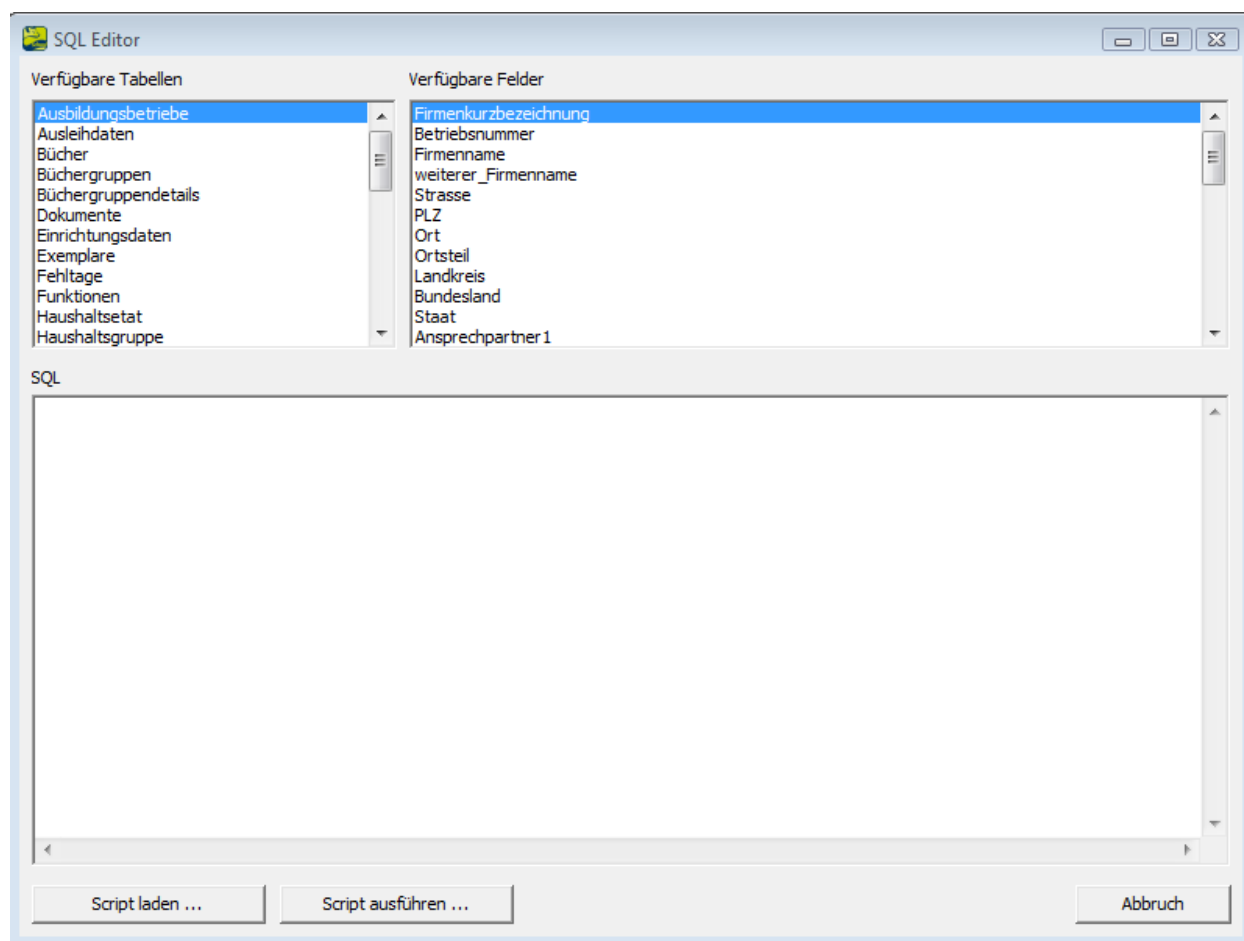 SQL Editor
Verfügbare Tabellen
Verfügbare Felder
Ausbildungsbetriebe
Ausleihdaten
Bücher
Büchergruppen
Büchergruppendetails
Dokumente
Einrichtungsdaten
Exemplare
Fehltage
Funktionen
Haushaltsetat
Haushaltsgruppe
Firmenkurzbezeichnung
Betriebsnummer
Firmenname
weiterer_Firmenname
Strasse
PLZ
Ort
Ortsteil
Landkreis
Bundesland
Staat
Ansprechpartner1
SQL
Script laden ...
Script ausführen ...
Abbruch